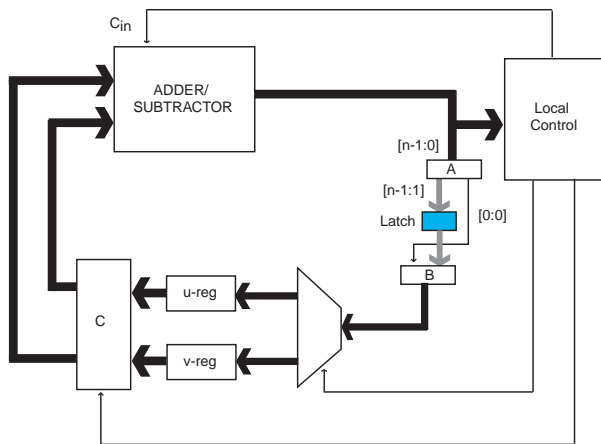 Cin
ADDER/
SUBTRACTOR
Local
Control
[n-1:0]
A
[n-1:1]
Latch
[0:0]
B
u-reg
C
v-reg